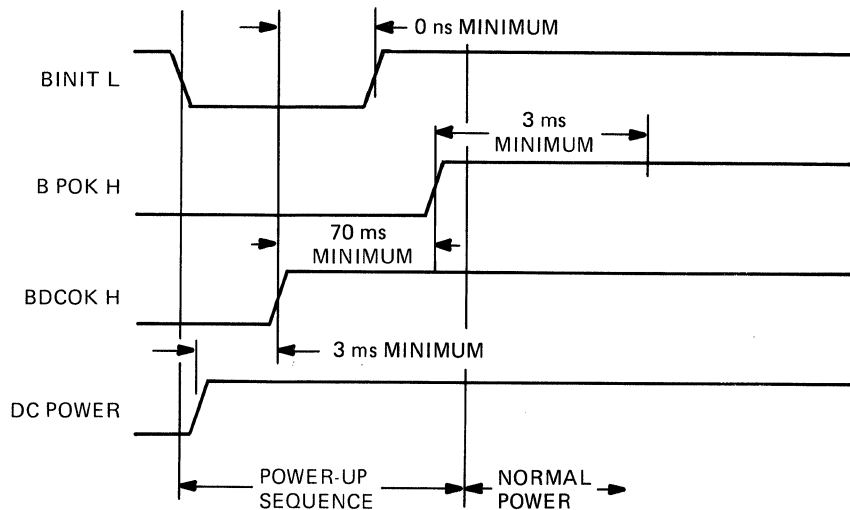 0 ns MINIMUM
BINIT L
3 ms
MINIMUM
B POK H
70 ms
MINIMUM
BDCOK H
3 ms MINIMUM
DC POWER
POWER-UP
SEQUENCE
NORMAL
POWER